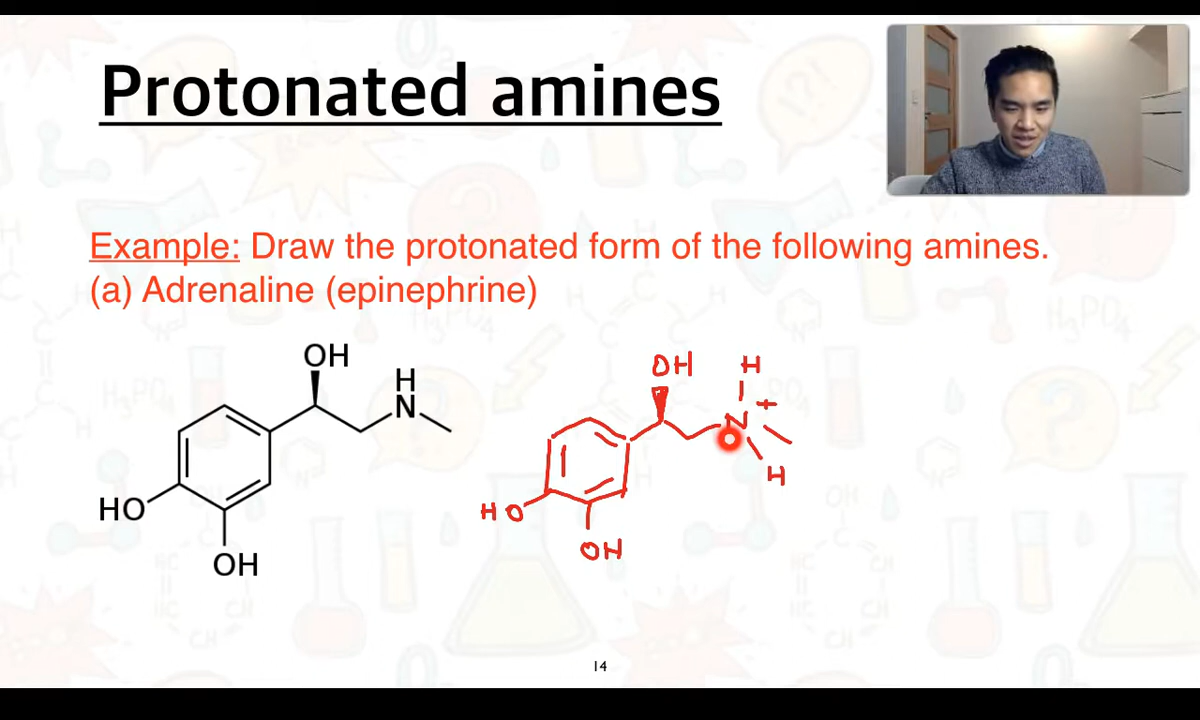 Protonated amines
Example: Draw the protonated form of the following amines.
(a) Adrenaline (epinephrine)
OH
H
N
HO
OH
OH
H
N +
H
HO
OH
14